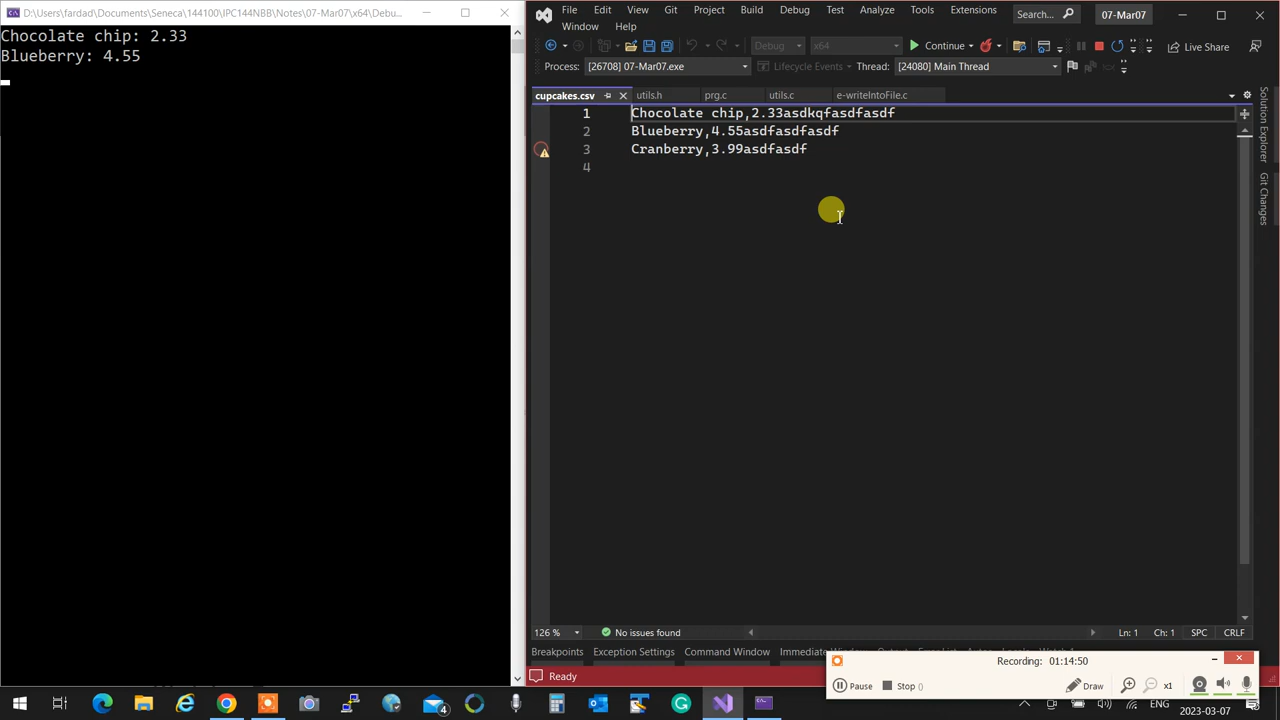 D:\Users\fardad\Documents\Seneca\144100\IPC144NBB\Notes\07-Mar07\x64\Debu...
Chocolate chip: 2.33
Blueberry: 4.55
File Edit View Git Project Build Debug Test Analyze Tools Extensions
Search...
07-Mar07
Window Help
Debug
x64
Continue
Live Share
Process: [26708] 07-Mar07.exe
Lifecycle Events
Thread: [24080] Main Thread
cupcakes.csv
utils.h
prg.c
utils.c
e-writeIntoFile.c
1 Chocolate chip,2.33asdkqfasdfasdf
2 Blueberry,4.55asdfasdfasdf
3 Cranberry,3.99asdfasdf
4
Solution Explorer
Git Changes
126 %
No issues found
Ln: 1 Ch: 1 SPC CRLF
Breakpoints Exception Settings Command Window Immediate
Ready
Recording: 01:14:50
Pause
Stop ()
Draw
x1
4
ENG
2023-03-07